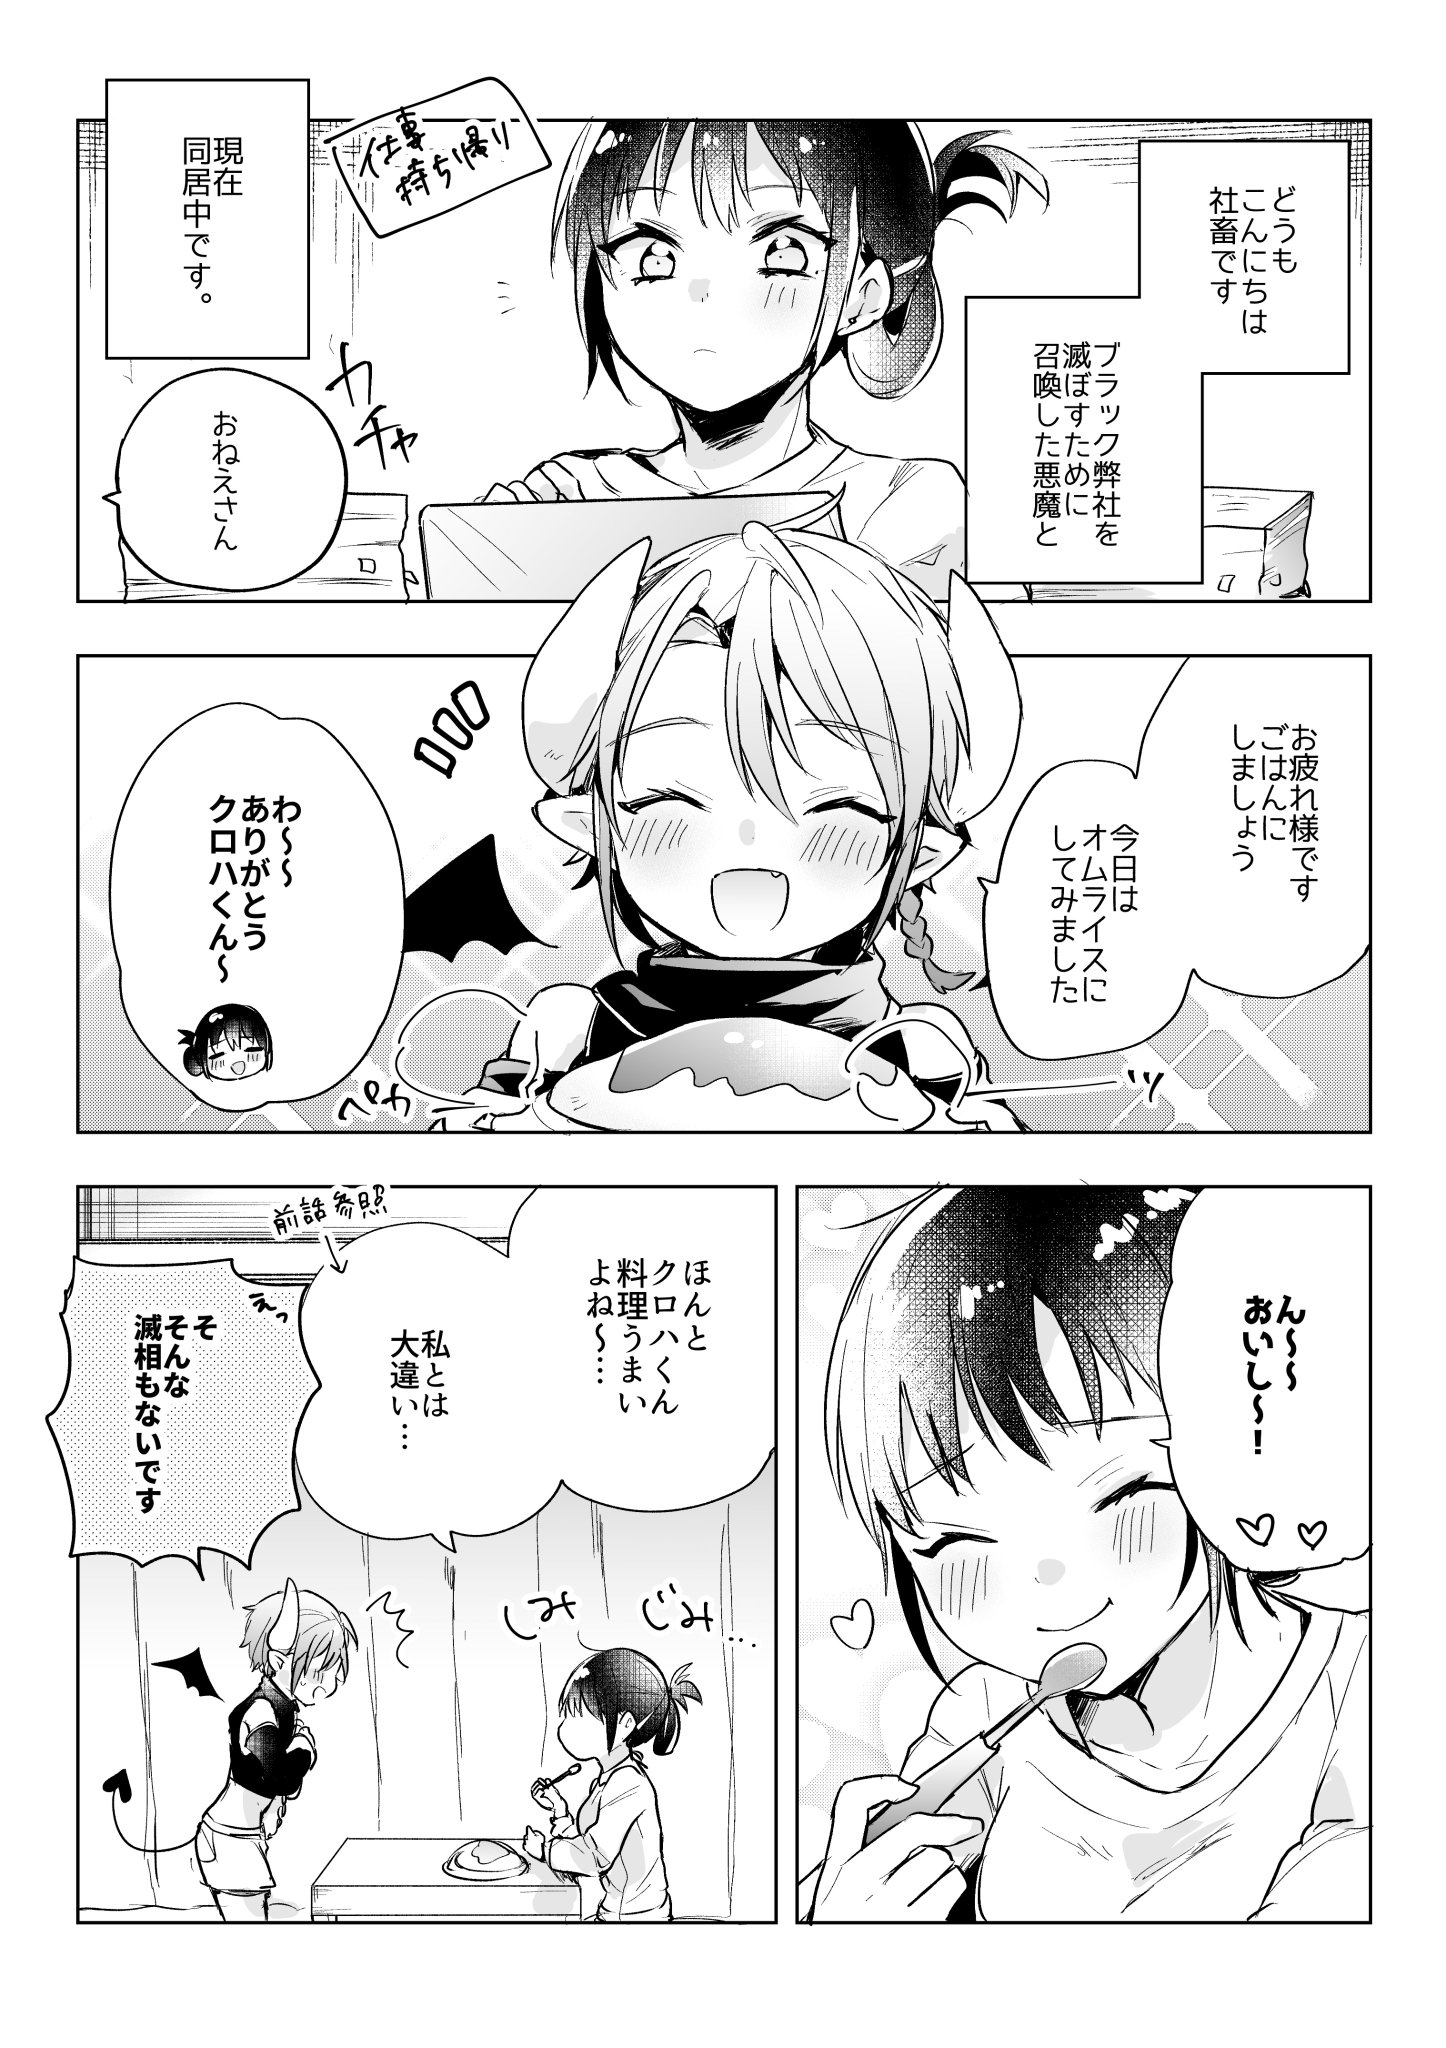 どうも
こんにちは
社畜です
ブラック弊社を
滅ぼすために
召喚した悪魔と
仕事
持ち帰り
現在
同居中です。
カチャ
おねえさん
お疲れ様です
ごはんに
しましょう
今日は
オムライスに
してみました
わ〜〜
ありがとう
クロハくん〜
ペカ
ッ
ん〜〜
おいし〜!
ほんと
クロハくん
料理うまい
よね〜…
前話参照
私とは
大違い…
えっ
そ
そんな
滅相もないです
じみ…
しみ